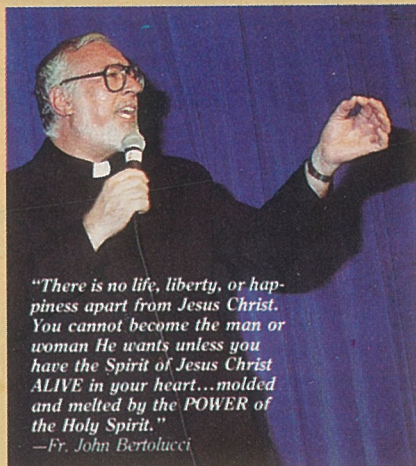 “There is no life, liberty, or hap-
piness apart from Jesus Christ.
You cannot become the man or
woman He wants unless you
have the Spirit of Jesus Christ
ALIVE in your heart...molded
and melted by the POWER of
the Holy Spirit.”
—Fr. John Bertolucci